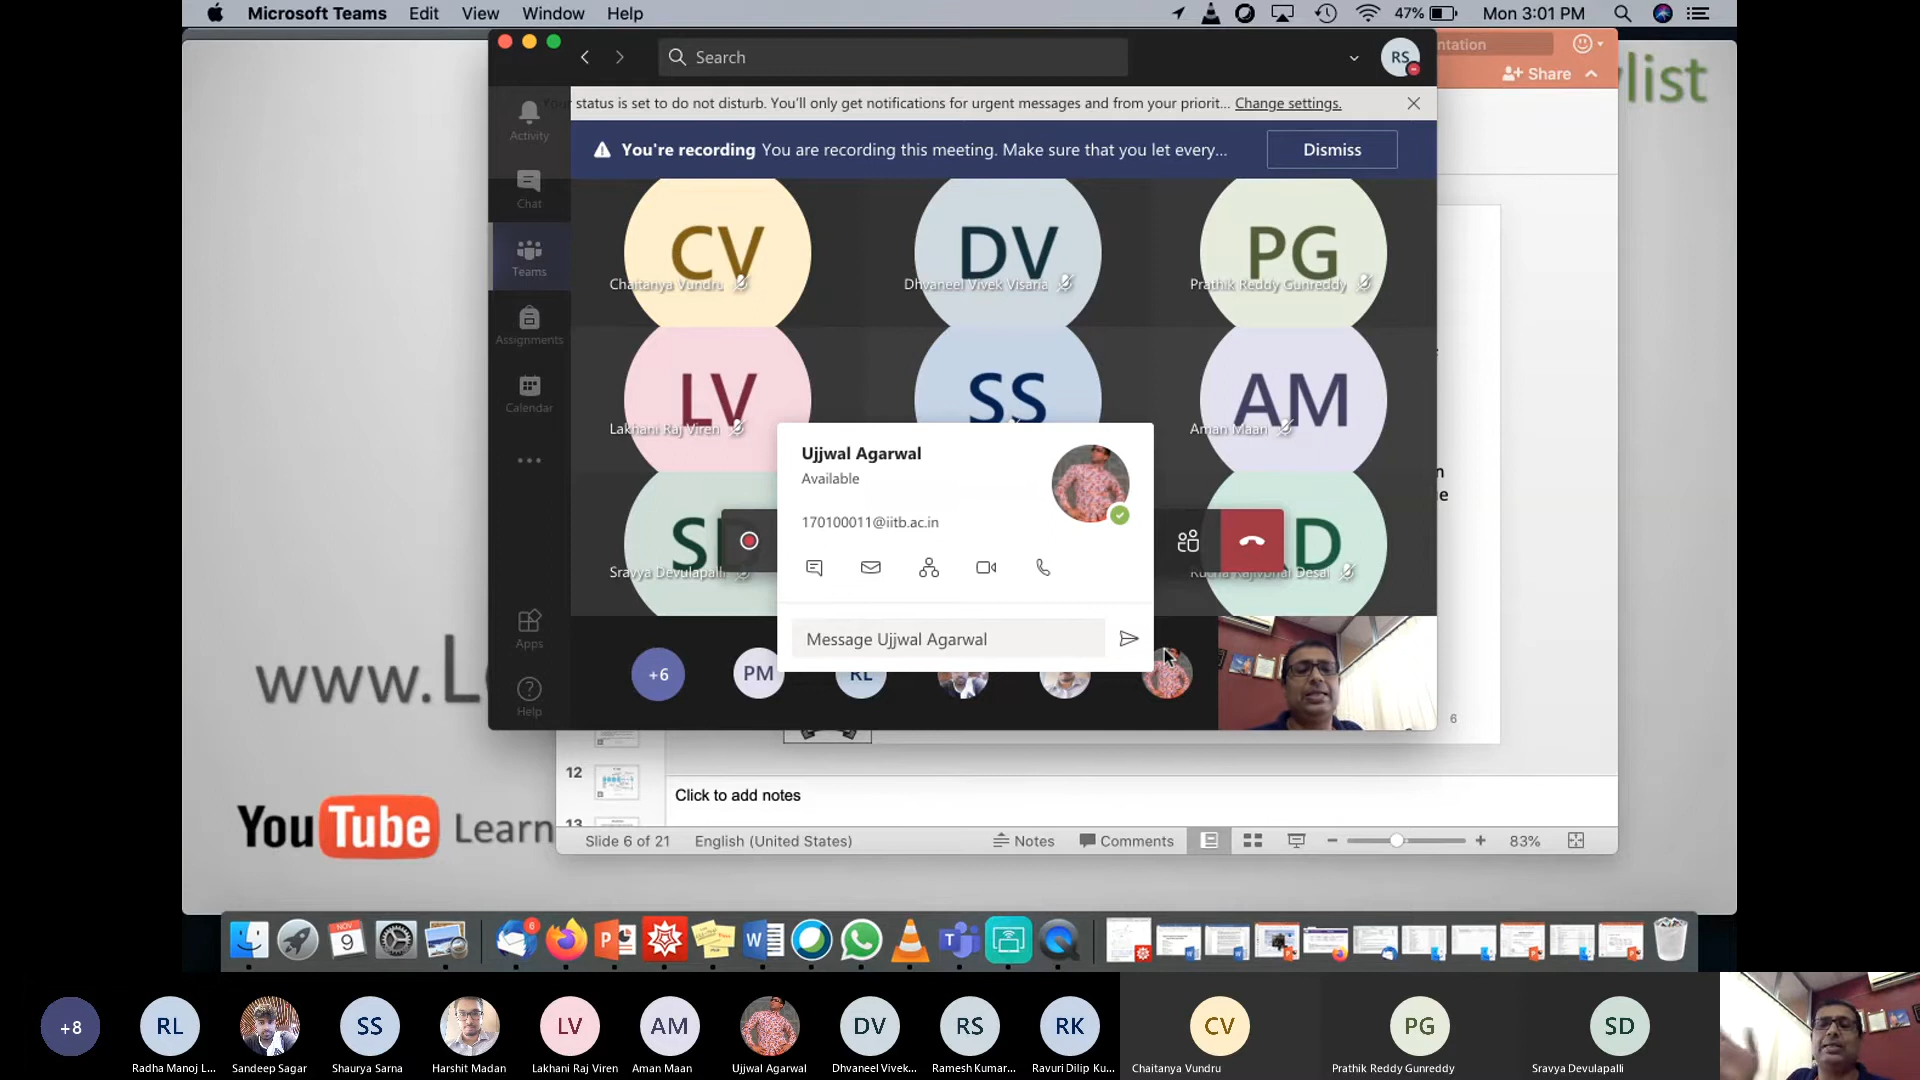 Microsoft Teams Edit View Window Help 47% Mon 3:01 PM
Search RS
ntation
Share
list
status is set to do not disturb. You'll only get notifications for urgent messages and from your priorit... Change settings.
You're recording You are recording this meeting. Make sure that you let every... Dismiss
Activity
Chat
Teams
Assignments
Calendar
Apps
Help
CV
DV
PG
Chaitanya Vundru
Dhvaneel Vivek Visaria
Prathik Reddy Gunreddy
LV
SS
AM
Lakhani Raj Viren
Aman Maan
Ujjwal Agarwal
Available
170100011@iitb.ac.in
Message Ujjwal Agarwal
Sravya Devulapalli
D
+6
PM
RL
6
www.L
YouTube Learn
12
13
Click to add notes
Slide 6 of 21 English (United States) Notes Comments 83%
NOV
9
6
+8
RL
SS
LV
AM
DV
RS
RK
CV
PG
SD
Radha Manoj L...
Sandeep Sagar
Shaurya Sarna
Harshit Madan
Lakhani Raj Viren
Aman Maan
Ujjwal Agarwal
Dhvaneel Vivek...
Ramesh Kumar...
Ravuri Dilip Ku...
Chaitanya Vundru
Prathik Reddy Gunreddy
Sravya Devulapalli